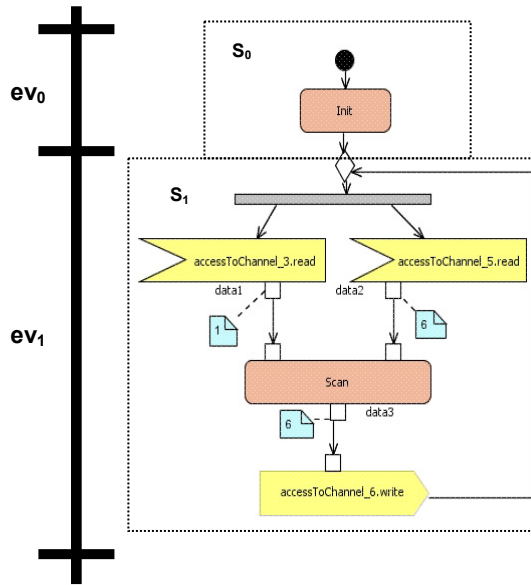 S0
ev0
Init
S1
accessToChannel_3.read
accessToChannel_5.read
data1
data2
1
6
ev1
Scan
6
data3
accessToChannel_6.write